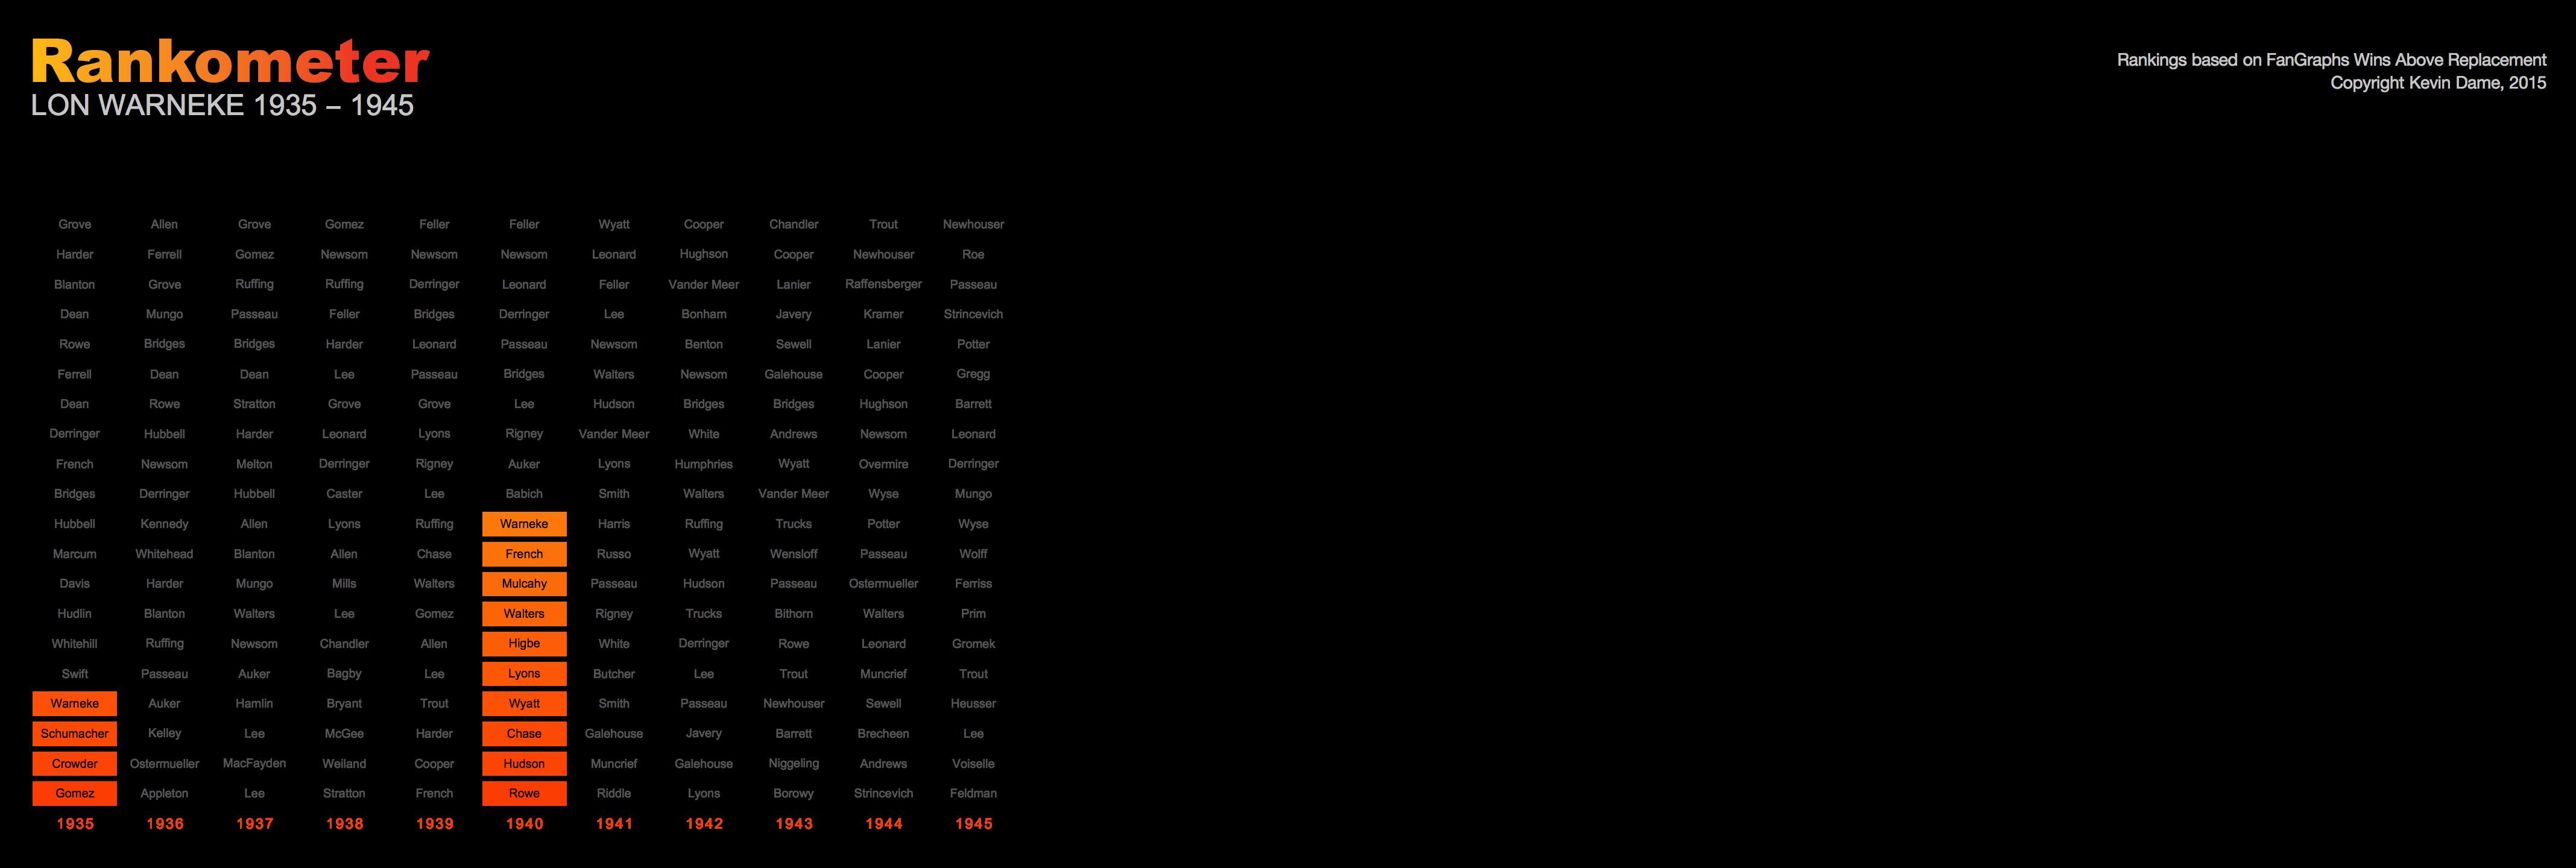 Rankometer
LON WARNEKE 1935 – 1945
Rankings based on FanGraphs Wins Above Replacement
Copyright Kevin Dame, 2015
Grove Allen Grove Gomez Feller Feller Wyatt Cooper Chandler Trout Newhouser
Harder Ferrell Gomez Newsom Newsom Newsom Leonard Hughson Cooper Newhouser Roe
Blanton Grove Ruffing Ruffing Derringer Leonard Feller Vander Meer Lanier Raffensberger Passeau
Dean Mungo Passeau Feller Bridges Derringer Lee Bonham Javery Kramer Strincevich
Rowe Bridges Bridges Harder Leonard Passeau Newsom Benton Sewell Lanier Potter
Ferrell Dean Dean Lee Passeau Bridges Walters Newsom Galehouse Cooper Gregg
Dean Rowe Stratton Grove Grove Lee Hudson Bridges Bridges Hughson Barrett
Derringer Hubbell Harder Leonard Lyons Rigney Vander Meer White Andrews Newsom Leonard
French Newsom Melton Derringer Rigney Auker Lyons Humphries Wyatt Overmire Derringer
Bridges Derringer Hubbell Caster Lee Babich Smith Walters Vander Meer Wyse Mungo
Hubbell Kennedy Allen Lyons Ruffing Warneke Harris Ruffing Trucks Potter Wyse
Marcum Whitehead Blanton Allen Chase French Russo Wyatt Wensloff Passeau Wolff
Davis Harder Mungo Mills Walters Mulcahy Passeau Hudson Passeau Ostermueller Ferriss
Hudlin Blanton Walters Lee Gomez Walters Rigney Trucks Bithorn Walters Prim
Whitehill Ruffing Newsom Chandler Allen Higbe White Derringer Rowe Leonard Gromek
Swift Passeau Auker Bagby Lee Lyons Butcher Lee Trout Muncrief Trout
Warneke Auker Hamlin Bryant Trout Wyatt Smith Passeau Newhouser Sewell Heusser
Schumacher Kelley Lee McGee Harder Chase Galehouse Javery Barrett Brecheen Lee
Crowder Ostermueller MacFayden Weiland Cooper Hudson Muncrief Galehouse Niggeling Andrews Voiselle
Gomez Appleton Lee Stratton French Rowe Riddle Lyons Borowy Strincevich Feldman
1935 1936 1937 1938 1939 1940 1941 1942 1943 1944 1945